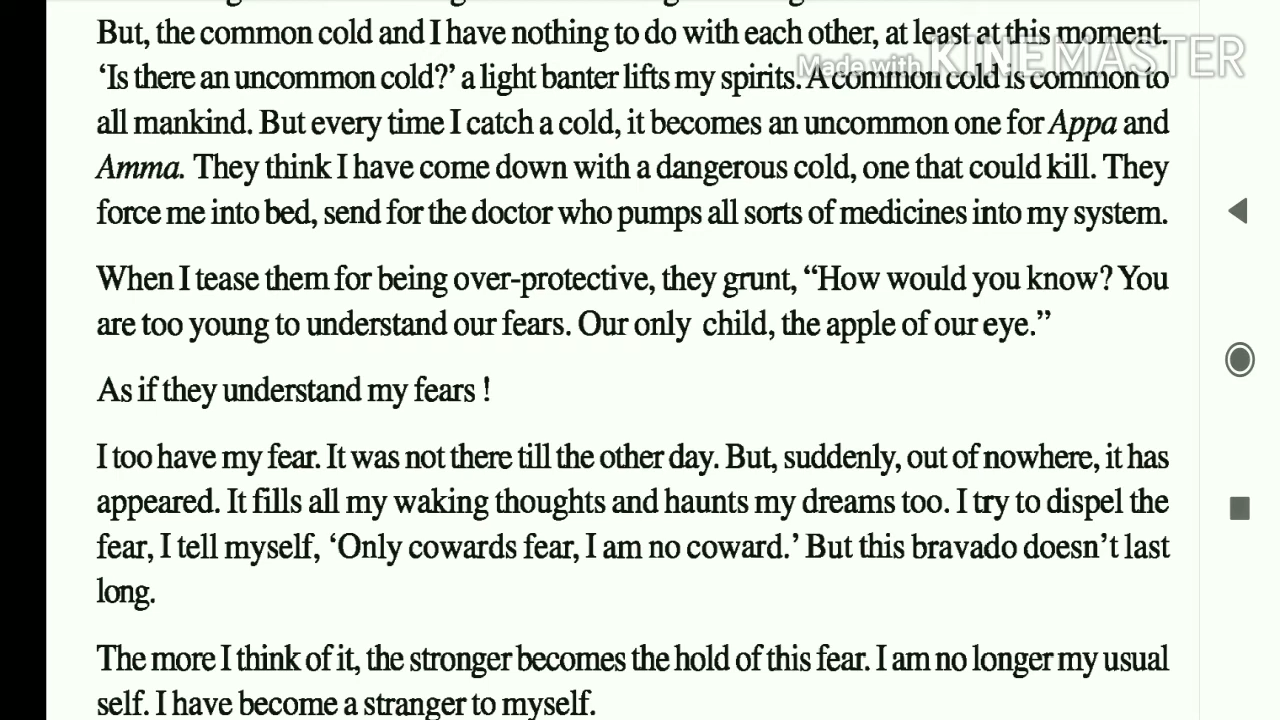 But, the common cold and I have nothing to do with each other, at least at this moment.
Made with KINEMASTER
‘Is there an uncommon cold?’ a light banter lifts my spirits. A common cold is common to
all mankind. But every time I catch a cold, it becomes an uncommon one for Appa and
Amma. They think I have come down with a dangerous cold, one that could kill. They
force me into bed, send for the doctor who pumps all sorts of medicines into my system.
When I tease them for being over-protective, they grunt, “How would you know? You
are too young to understand our fears. Our only child, the apple of our eye.”
As if they understand my fears !
I too have my fear. It was not there till the other day. But, suddenly, out of nowhere, it has
appeared. It fills all my waking thoughts and haunts my dreams too. I try to dispel the
fear, I tell myself, ‘Only cowards fear, I am no coward.’ But this bravado doesn’t last
long.
The more I think of it, the stronger becomes the hold of this fear. I am no longer my usual
self. I have become a stranger to myself.